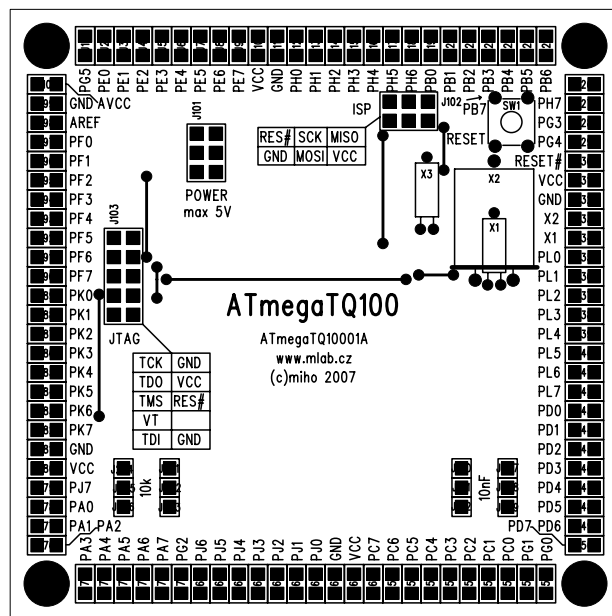 PG5 PE0 PE1 PE2 PE3 PE4 PE5 PE6 PE7 VCC GND PH0 PH1 PH2 PH3 PH4 PH5 PH6 PB0 PB1 PB2 PB3 PB4 PB5 PB6
GND AVCC
AREF
PF0
PF1
PF2
PF3
PF4
PF5
PF6
PF7
PK0
PK1
PK2
PK3
PK4
PK5
PK6
PK7
GND
VCC
PJ7
PA0
PA1 PA2
J101
POWER
max 5V
ISP
J102
PB7
SW1
RESET
RES# SCK MISO
GND MOSI VCC
X3
X2
X1
J103
JTAG
TCK GND
TDO VCC
TMS RES#
VT
TDI GND
ATmegaTQ100
ATmegaTQ10001A
www.mlab.cz
(c)miho 2007
10k
10nF
PH7
PG3
PG4
RESET#
VCC
GND
X2
X1
PL0
PL1
PL2
PL3
PL4
PL5
PL6
PL7
PD0
PD1
PD2
PD3
PD4
PD5
PD7 PD6
PA3 PA4 PA5 PA6 PA7 PG2 PJ6 PJ5 PJ4 PJ3 PJ2 PJ1 PJ0 GND VCC PC7 PC6 PC5 PC4 PC3 PC2 PC1 PC0 PG1 PG0